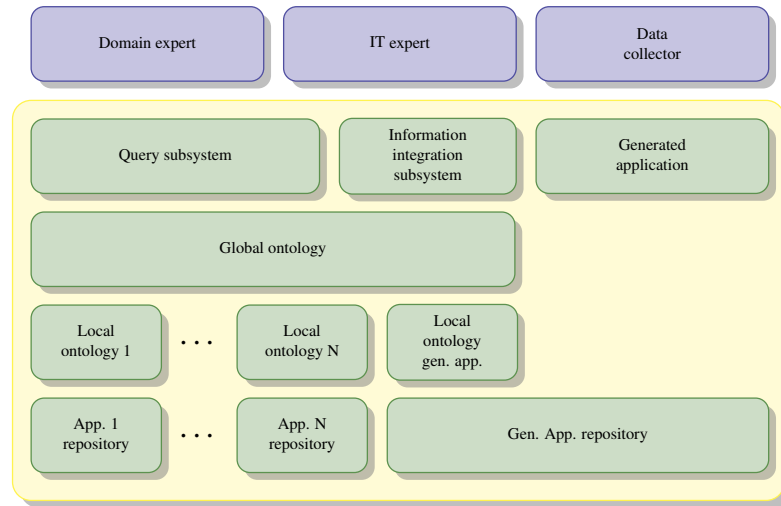 Domain expert
IT expert
Data
collector
Query subsystem
Information
integration
subsystem
Generated
application
Global ontology
Local
ontology 1
. . .
Local
ontology N
Local
ontology
gen. app.
App. 1
repository
. . .
App. N
repository
Gen. App. repository